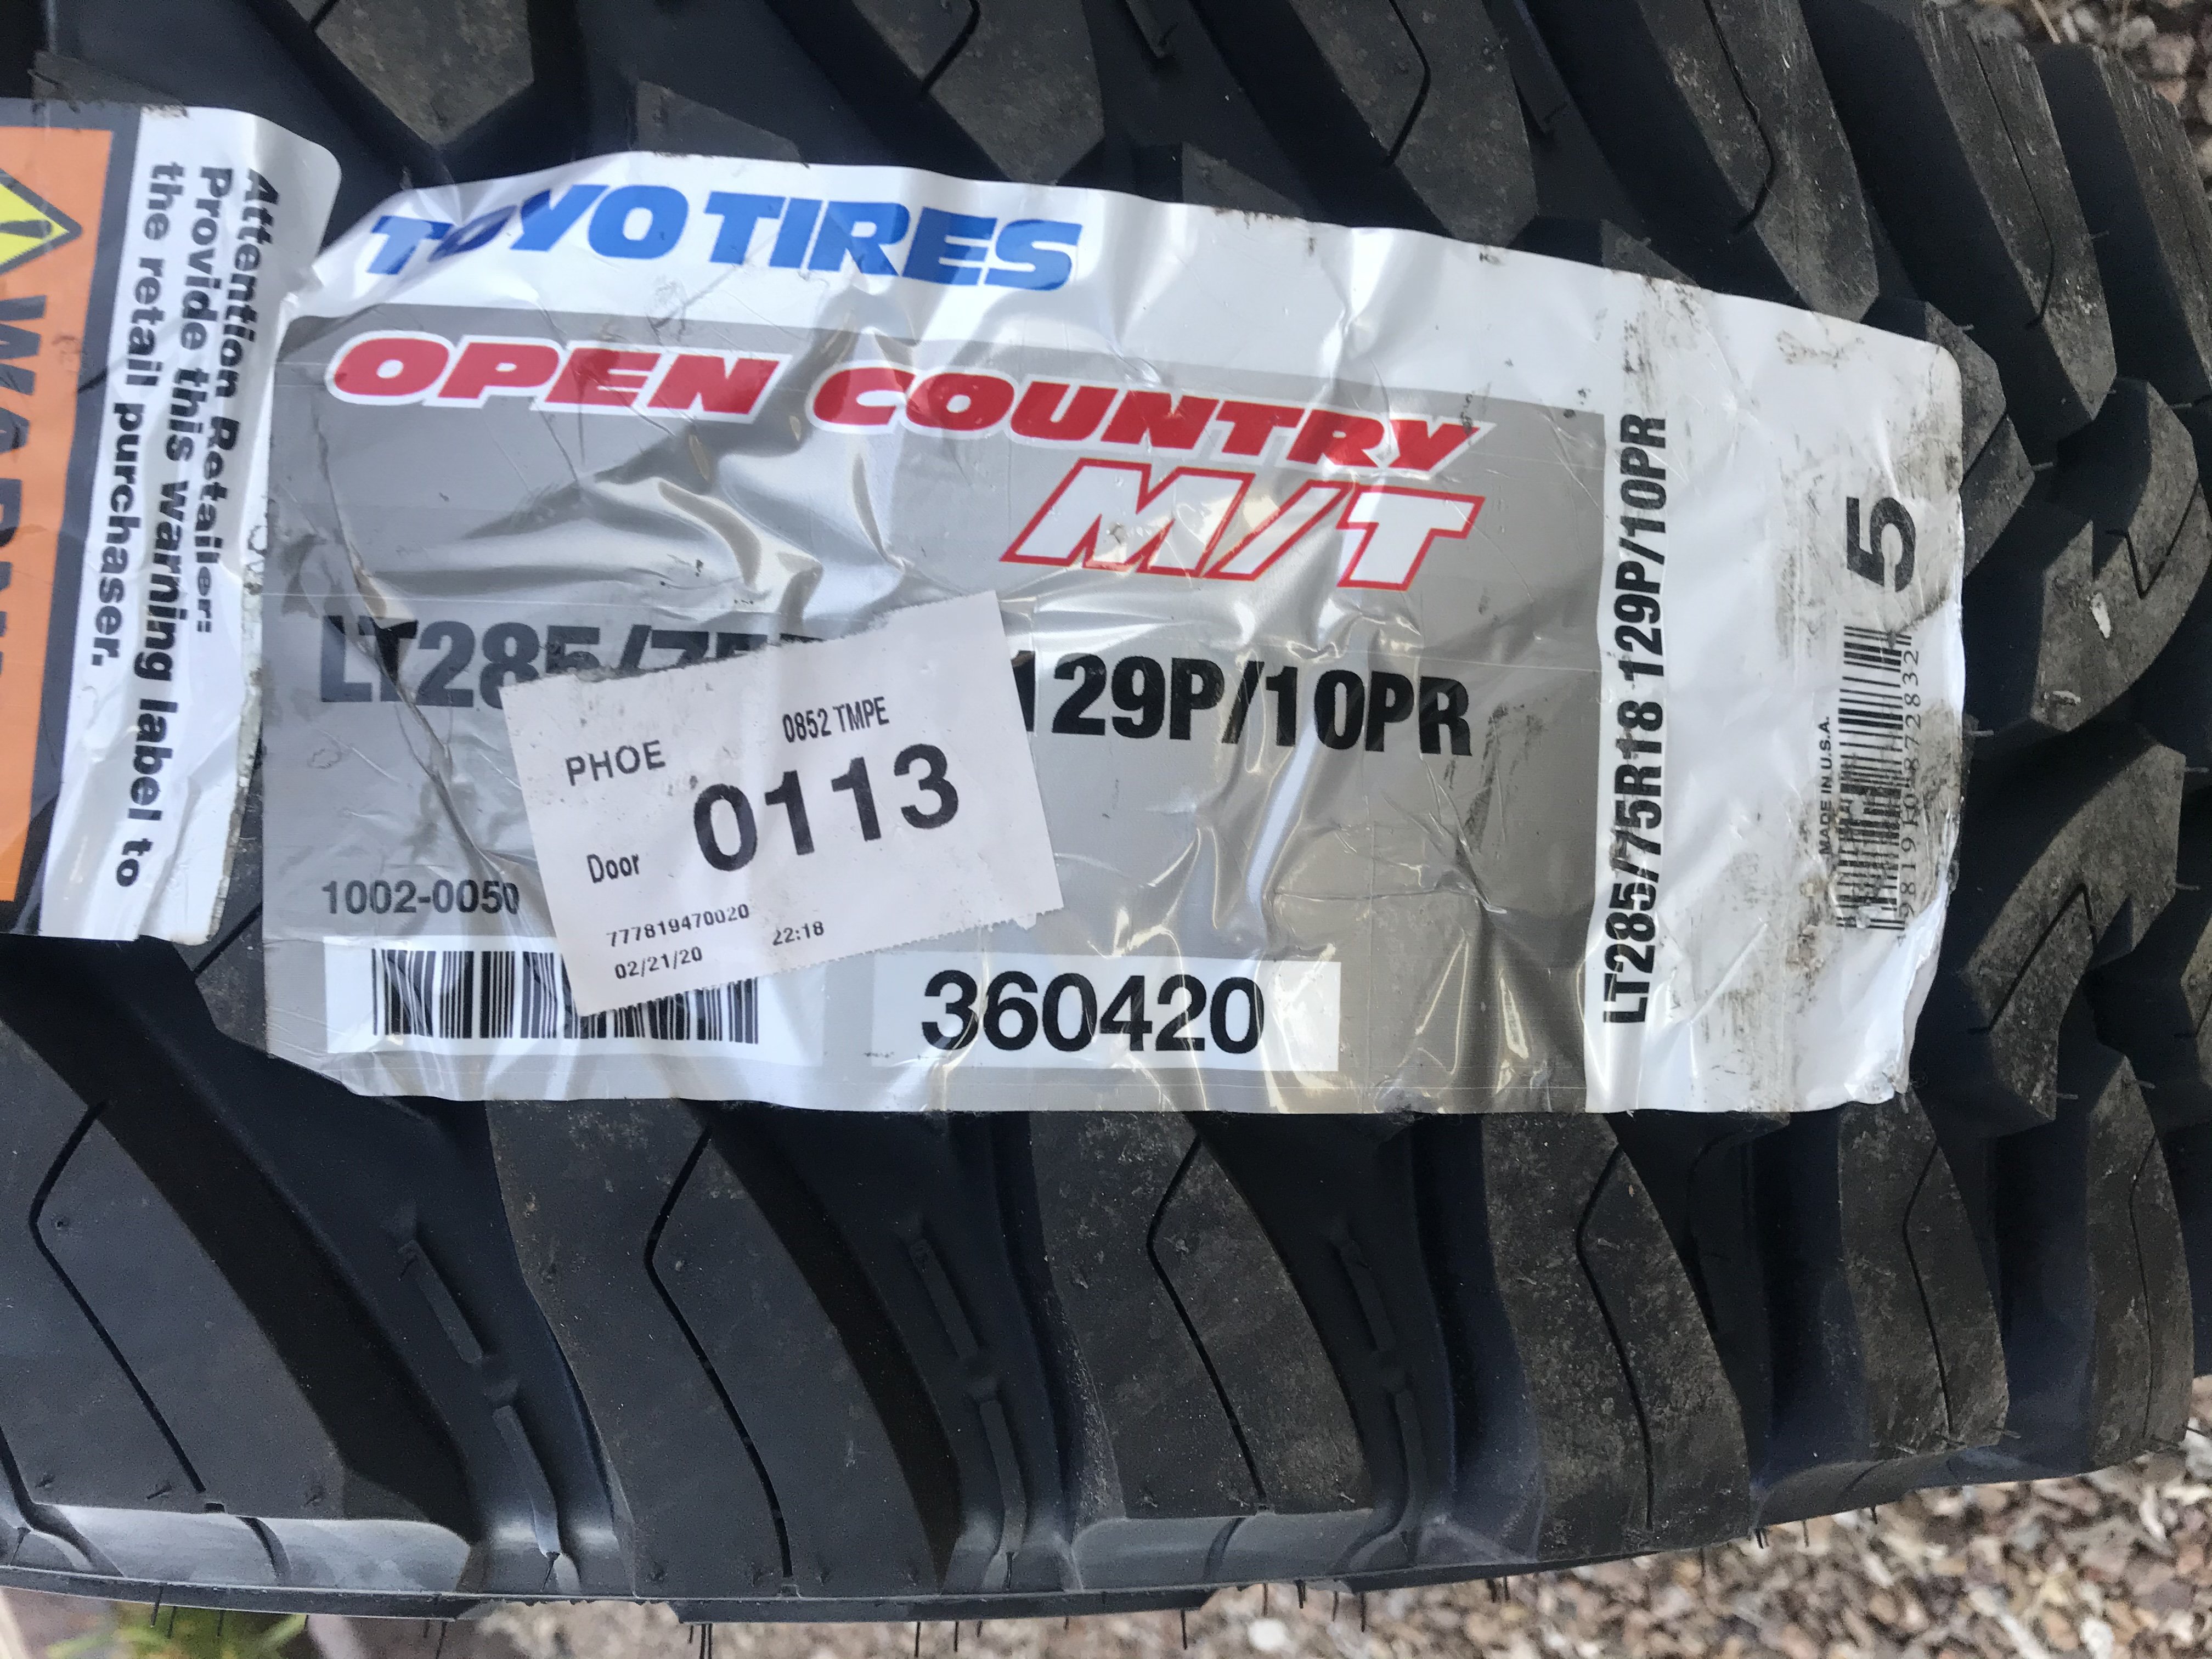 WARN
Attention Retailer:
Provide this warning label to
the retail purchaser.
TOYO TIRES
OPEN COUNTRY
M/T
LT285/75R 129P/10PR
PHOE 0852 TMPE
Door 0113
777819470020
02/21/20 22:18
1002-0050
360420
LT285/75R18 129P/10PR
MADE IN U.S.A.
5